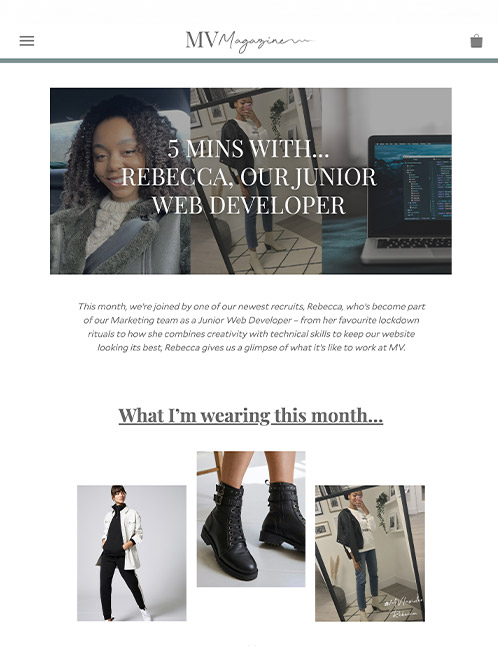 MV Magazine
5 MINS WITH...
REBECCA, OUR JUNIOR
WEB DEVELOPER
This month, we're joined by one of our newest recruits, Rebecca, who's become part
of our Marketing team as a Junior Web Developer – from her favourite lockdown
rituals to how she combines creativity with technical skills to keep our website
looking its best, Rebecca gives us a glimpse of what it's like to work at MV.
What I'm wearing this month...
Rebecca